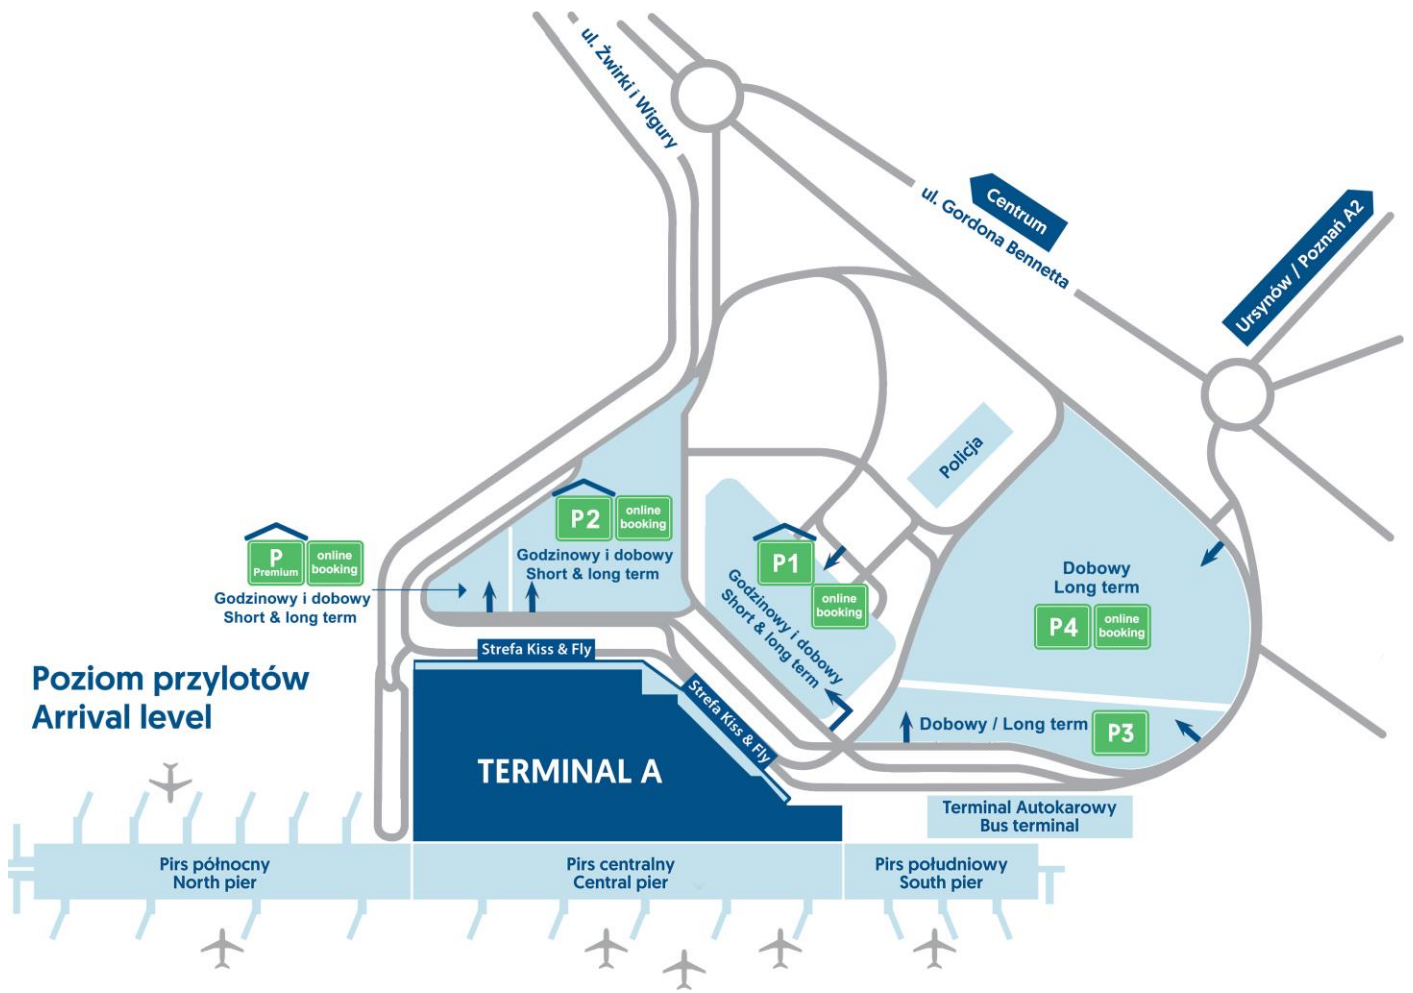 ul. Żwirki i Wigury
Centrum
ul. Gordona Bennetta
Ursynów / Poznań A2
Policja
P2
online
booking
Godzinowy i dobowy
Short & long term
P
Premium
online
booking
Godzinowy i dobowy
Short & long term
P1
online
booking
Godzinowy i dobowy
Short & long term
Dobowy
Long term
P4
online
booking
Strefa Kiss & Fly
Strefa Kiss & Fly
Poziom przylotów
Arrival level
Dobowy / Long term
P3
TERMINAL A
Terminal Autokarowy
Bus terminal
Pirs północny
North pier
Pirs centralny
Central pier
Pirs południowy
South pier